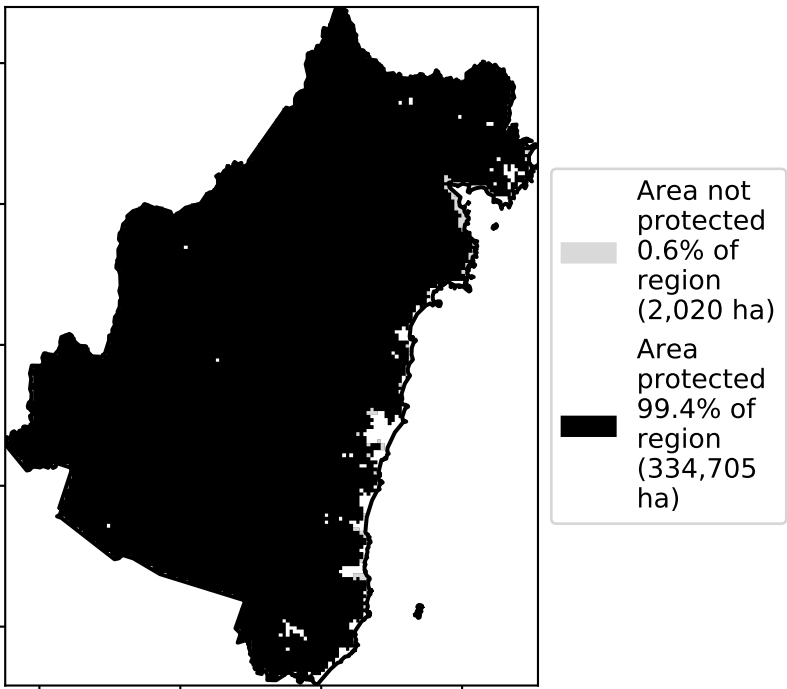 Area not
protected
0.6% of
region
(2,020 ha)
Area
protected
99.4% of
region
(334,705
ha)